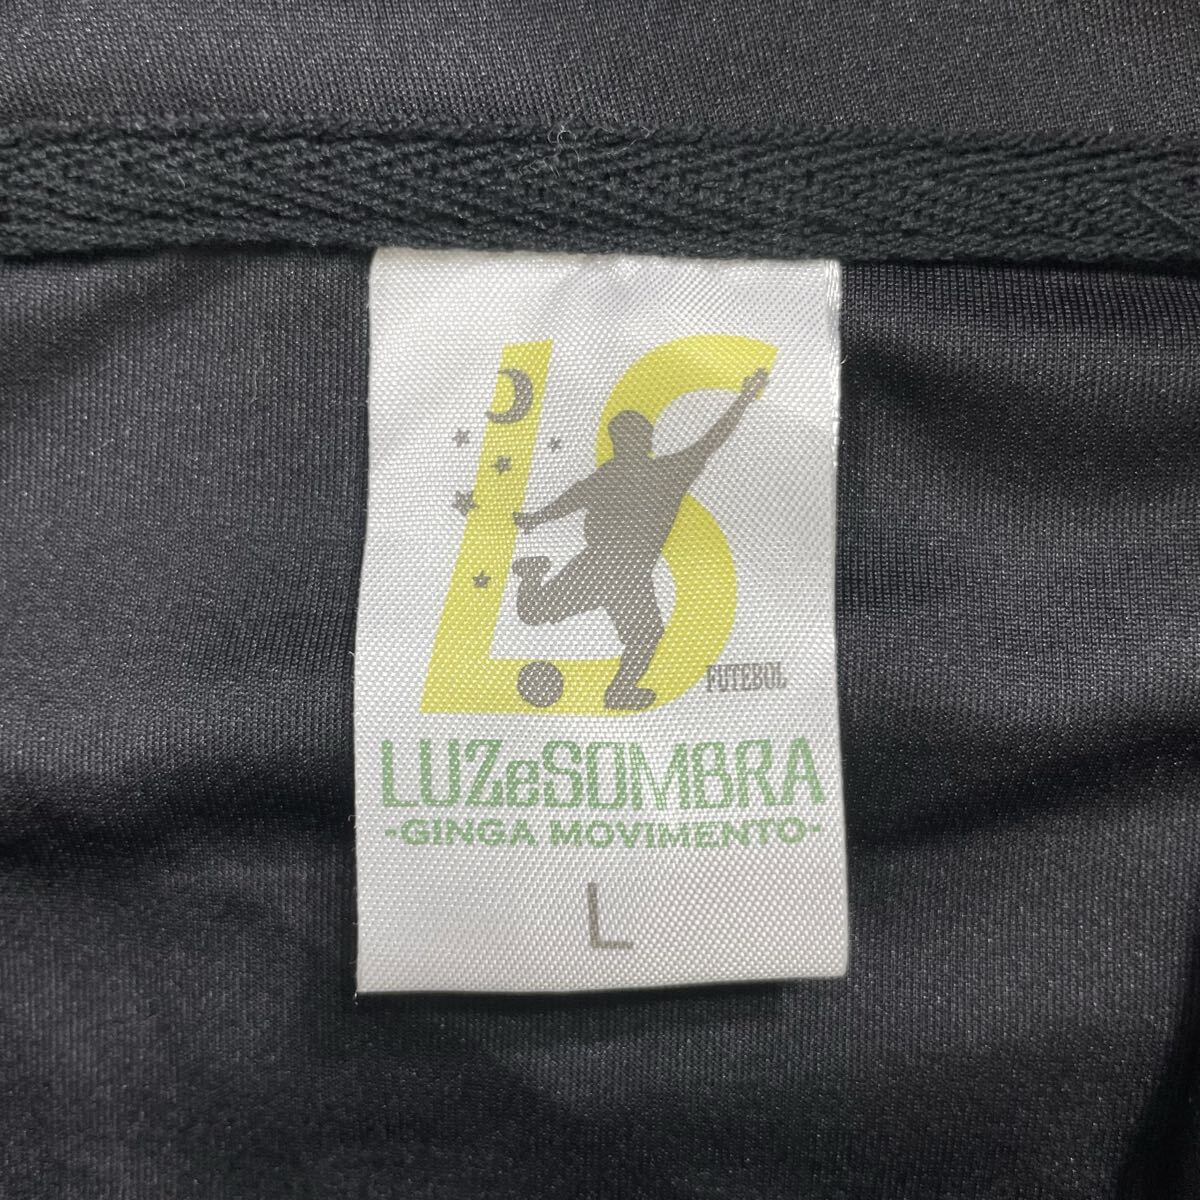 LS
FUTEBOL
LUZeSOMBRA
-GINGA MOVIMENTO-
L